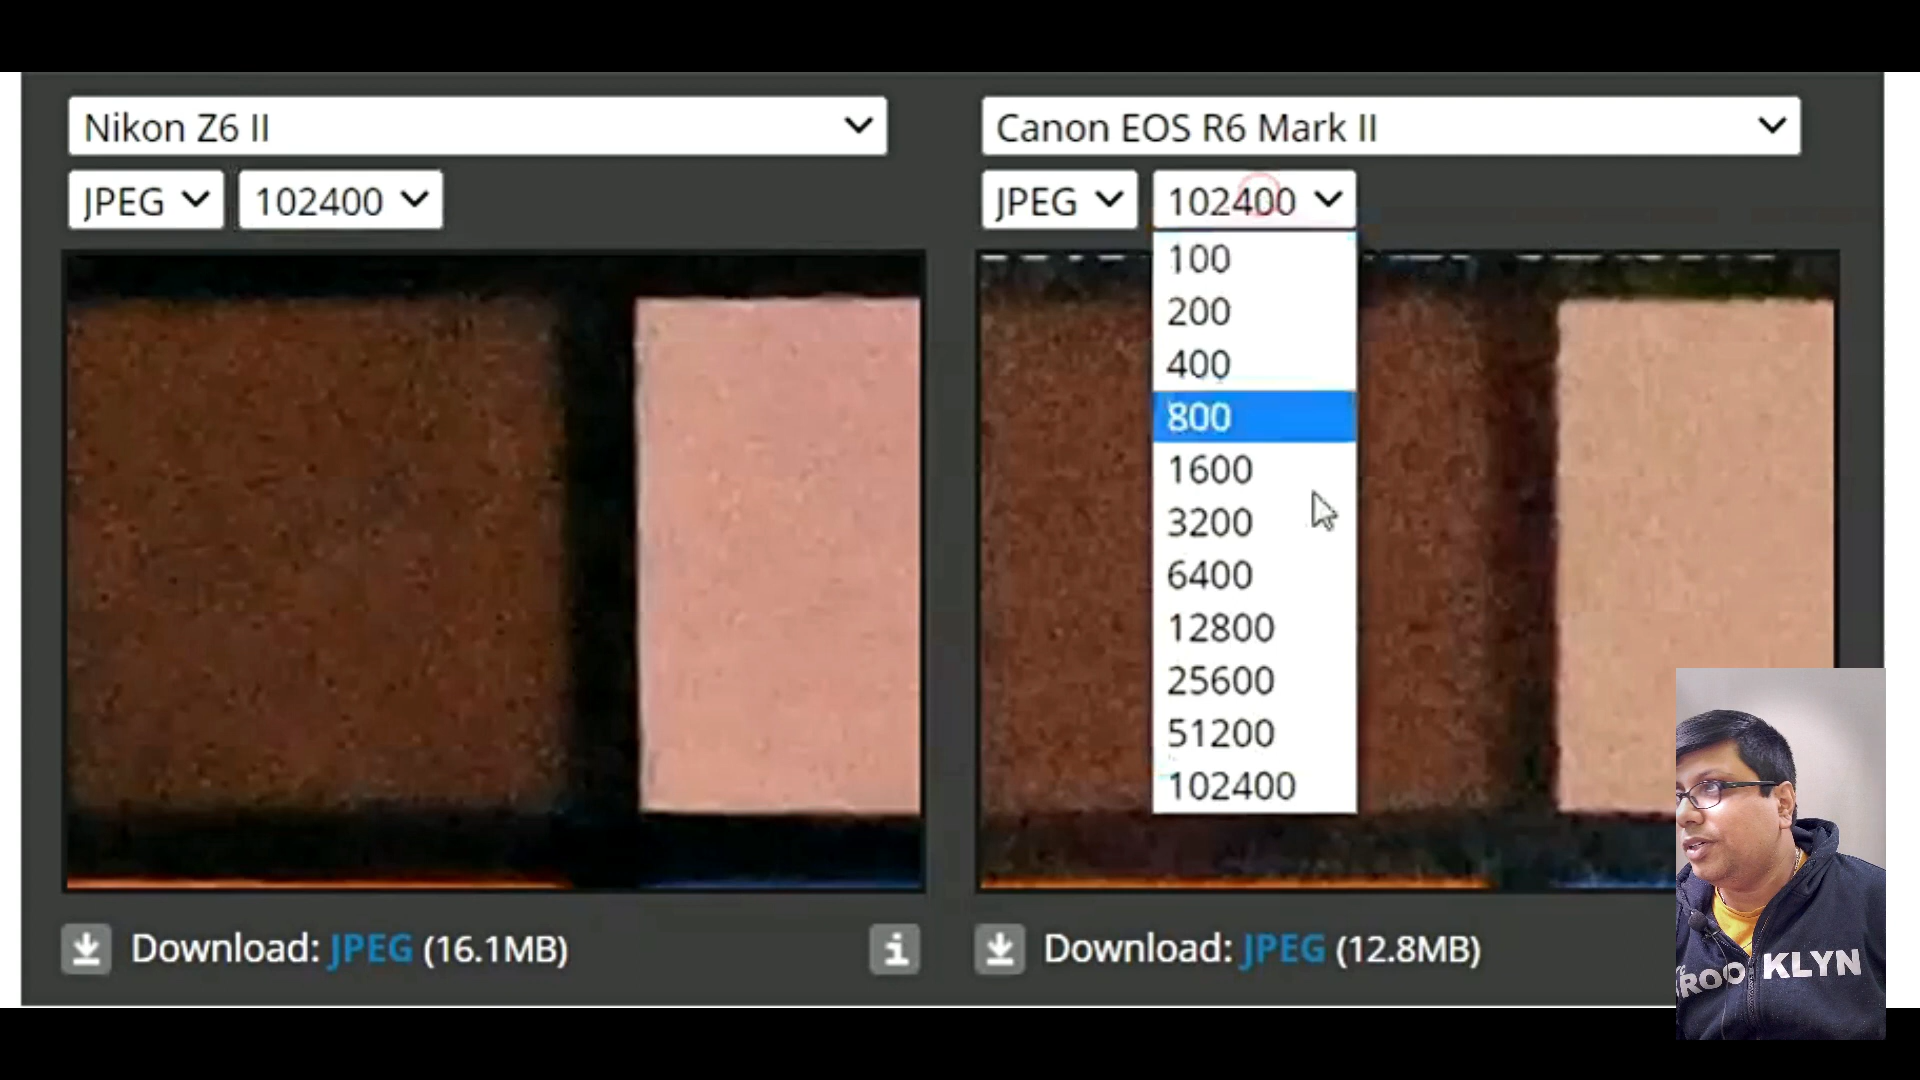 Nikon Z6 II
JPEG 102400
Canon EOS R6 Mark II
JPEG 102400
100
200
400
800
1600
3200
6400
12800
25600
51200
102400
Download: JPEG (16.1MB)
Download: JPEG (12.8MB)
ROO KLYN